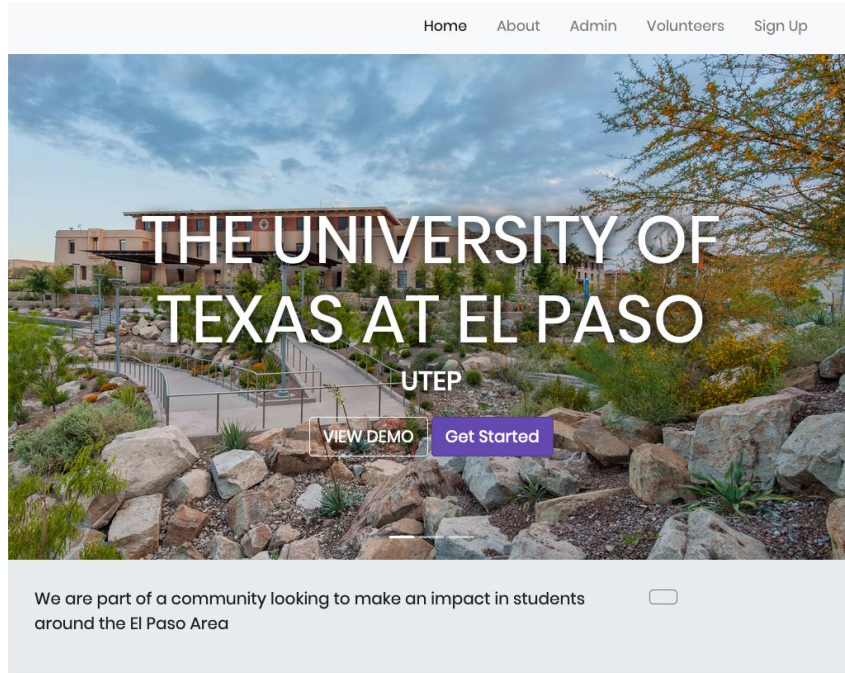 Home About Admin Volunteers Sign Up
THE UNIVERSITY OF
TEXAS AT EL PASO
UTEP
VIEW DEMO Get Started
We are part of a community looking to make an impact in students
around the El Paso Area